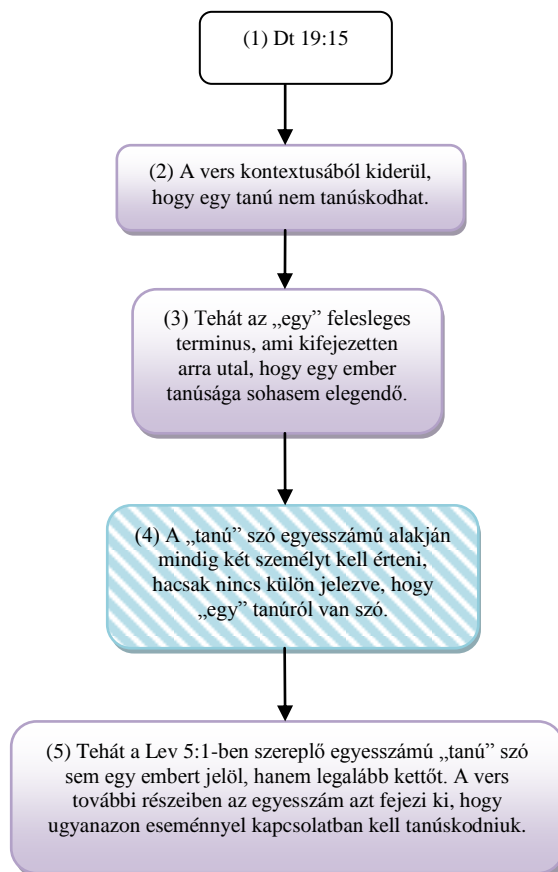 (1) Dt 19:15
(2) A vers kontextusából kiderül,
hogy egy tanú nem tanúskodhat.
(3) Tehát az „egy” felesleges
terminus, ami kifejezetten
arra utal, hogy egy ember
tanúsága sohasem elegendő.
(4) A „tanú” szó egyesszámú alakján
mindig két személyt kell érteni,
hacsak nincs külön jelezve, hogy
„egy” tanúról van szó.
(5) Tehát a Lev 5:1-ben szereplő egyesszámú „tanú” szó
sem egy embert jelöl, hanem legalább kettőt. A vers
további részeiben az egyesszám azt fejezi ki, hogy
ugyanazon eseménnyel kapcsolatban kell tanúskodniuk.